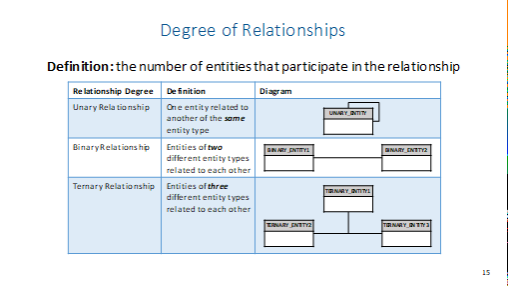 Degree of Relationships
Definition: the number of entities that participate in the relationship
Relationship Degree Definition Diagram
Unary Relationship
One entity related to
another of the same
entity type
UNARY_ENTITY
Binary Relationship
Entities of two
different entity types
related to each other
BINARY_ENTITY1 BINARY_ENTITY2
Ternary Relationship
Entities of three
different entity types
related to each other
TERNARY_ENTITY1
TERNARY_ENTITY2 TERNARY_ENTITY3
15